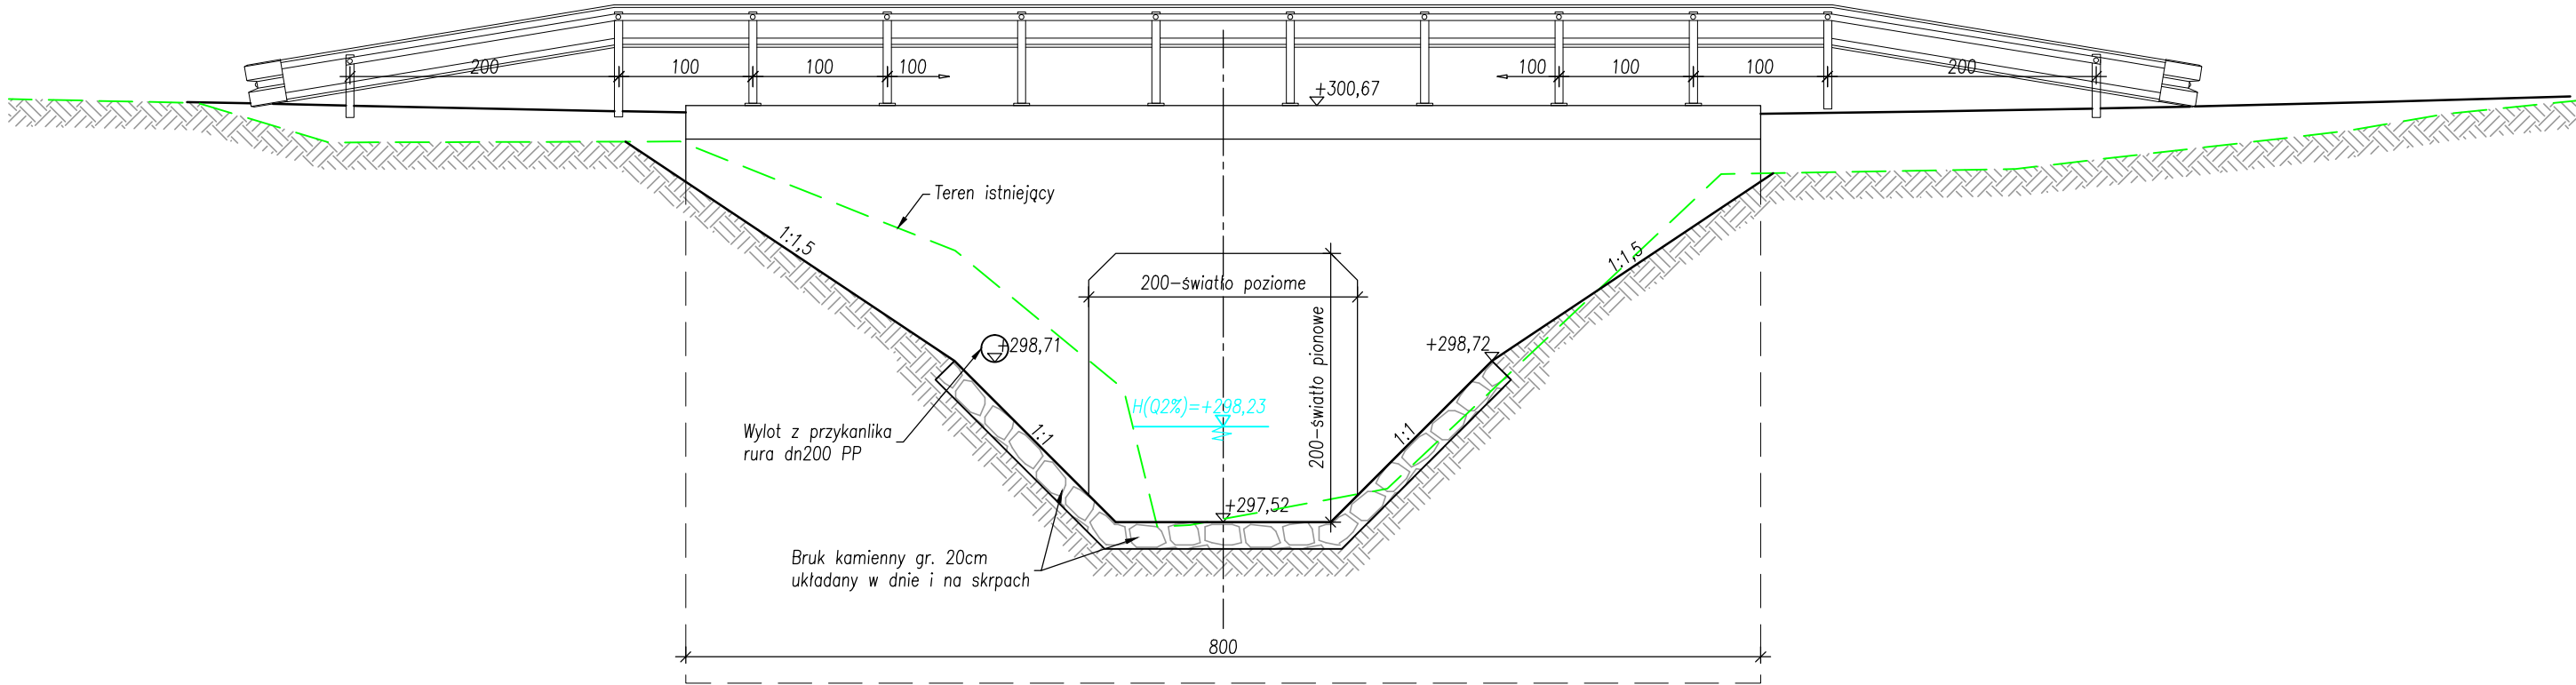 200
100
100
100
100
100
100
200
+300,67
Teren istniejący
1:1,5
1:1,5
200-światło poziome
200-światło pionowe
+298,71
+298,72
H(Q2%)=+298,23
Wylot z przykanlika
rura dn200 PP
1:1
1:1
+297,52
Bruk kamienny gr. 20cm
układany w dnie i na skrpach
800